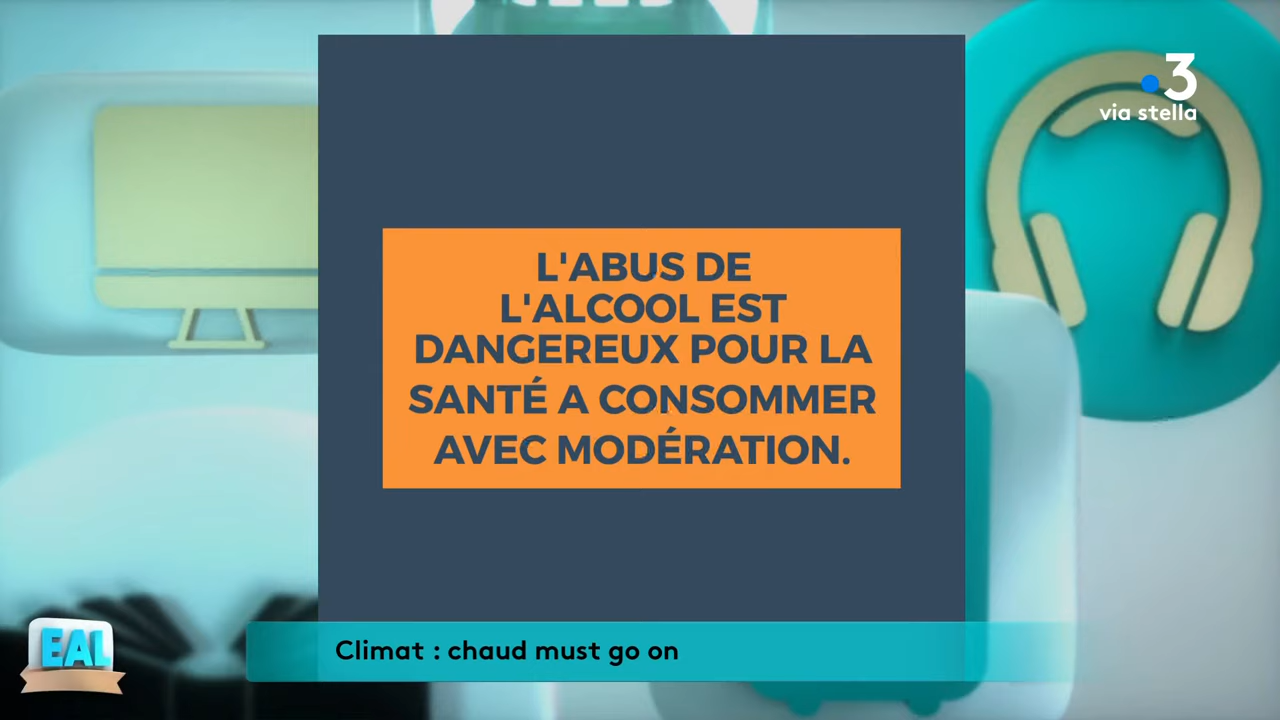 3
via stella
L'ABUS DE
L'ALCOOL EST
DANGEREUX POUR LA
SANTÉ A CONSOMMER
AVEC MODÉRATION.
EAL
Climat : chaud must go on